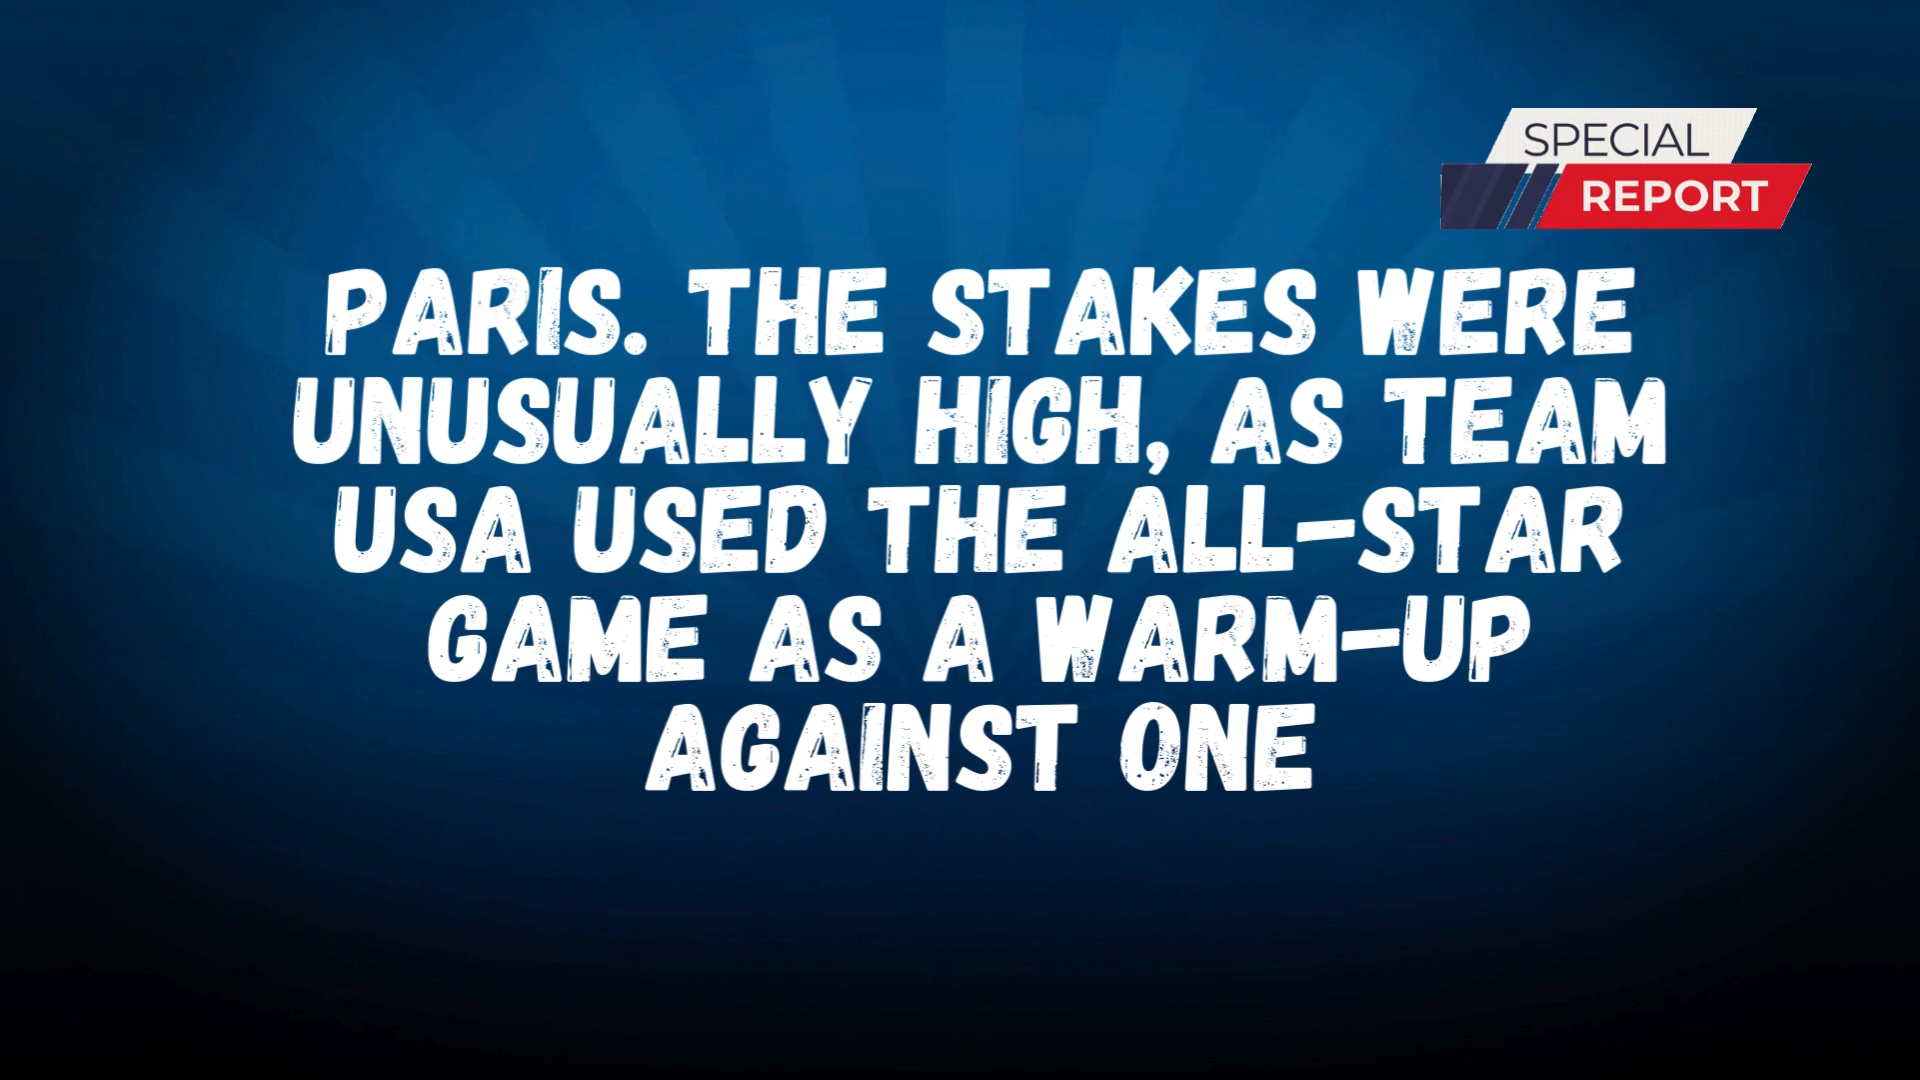 SPECIAL
REPORT
PARIS. THE STAKES WERE
UNUSUALLY HIGH, AS TEAM
USA USED THE ALL-STAR
GAME AS A WARM-UP
AGAINST ONE